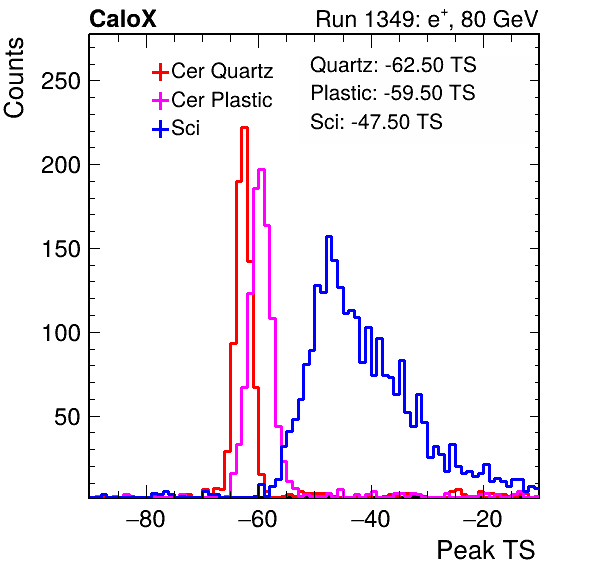 CaloX Run 1349: e⁺, 80 GeV
Counts
250
200
150
100
50
Cer Quartz
Cer Plastic
Sci
Quartz: -62.50 TS
Plastic: -59.50 TS
Sci: -47.50 TS
−80 −60 −40 −20
Peak TS